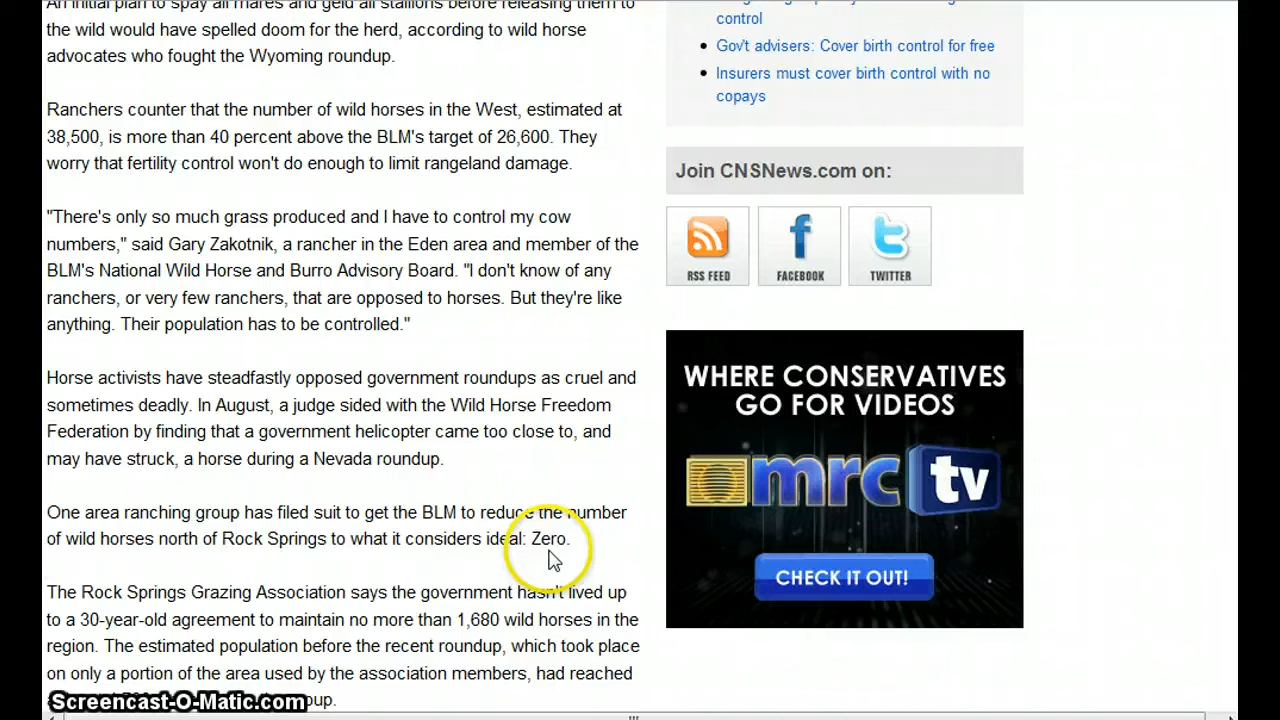 An initial plan to spay all mares and geld all stallions before releasing them to
the wild would have spelled doom for the herd, according to wild horse
advocates who fought the Wyoming roundup.
Ranchers counter that the number of wild horses in the West, estimated at
38,500, is more than 40 percent above the BLM's target of 26,600. They
worry that fertility control won't do enough to limit rangeland damage.
"There's only so much grass produced and I have to control my cow
numbers," said Gary Zakotnik, a rancher in the Eden area and member of the
BLM's National Wild Horse and Burro Advisory Board. "I don't know of any
ranchers, or very few ranchers, that are opposed to horses. But they're like
anything. Their population has to be controlled."
Horse activists have steadfastly opposed government roundups as cruel and
sometimes deadly. In August, a judge sided with the Wild Horse Freedom
Federation by finding that a government helicopter came too close to, and
may have struck, a horse during a Nevada roundup.
One area ranching group has filed suit to get the BLM to reduce the number
of wild horses north of Rock Springs to what it considers ideal: Zero.
The Rock Springs Grazing Association says the government hasn't lived up
to a 30-year-old agreement to maintain no more than 1,680 wild horses in the
region. The estimated population before the recent roundup, which took place
on only a portion of the area used by the association members, had reached
control
Gov't advisers: Cover birth control for free
Insurers must cover birth control with no
copays
Join CNSNews.com on:
RSS FEED
FACEBOOK
TWITTER
WHERE CONSERVATIVES
GO FOR VIDEOS
mrc tv
CHECK IT OUT!
Screencast-O-Matic.com